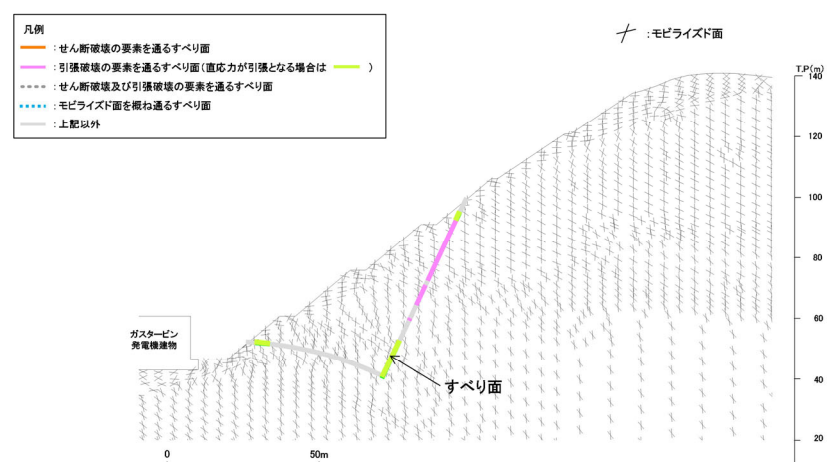 凡例
：せん断破壊の要素を通るすべり面
：引張破壊の要素を通るすべり面(直応力が引張となる場合は　　　)
：せん断破壊及び引張破壊の要素を通るすべり面
：モビライズド面を概ね通るすべり面
：上記以外
：モビライズド面
T.P(m)
140
120
100
80
60
40
20
ガスタービン
発電機建物
すべり面
0
50m